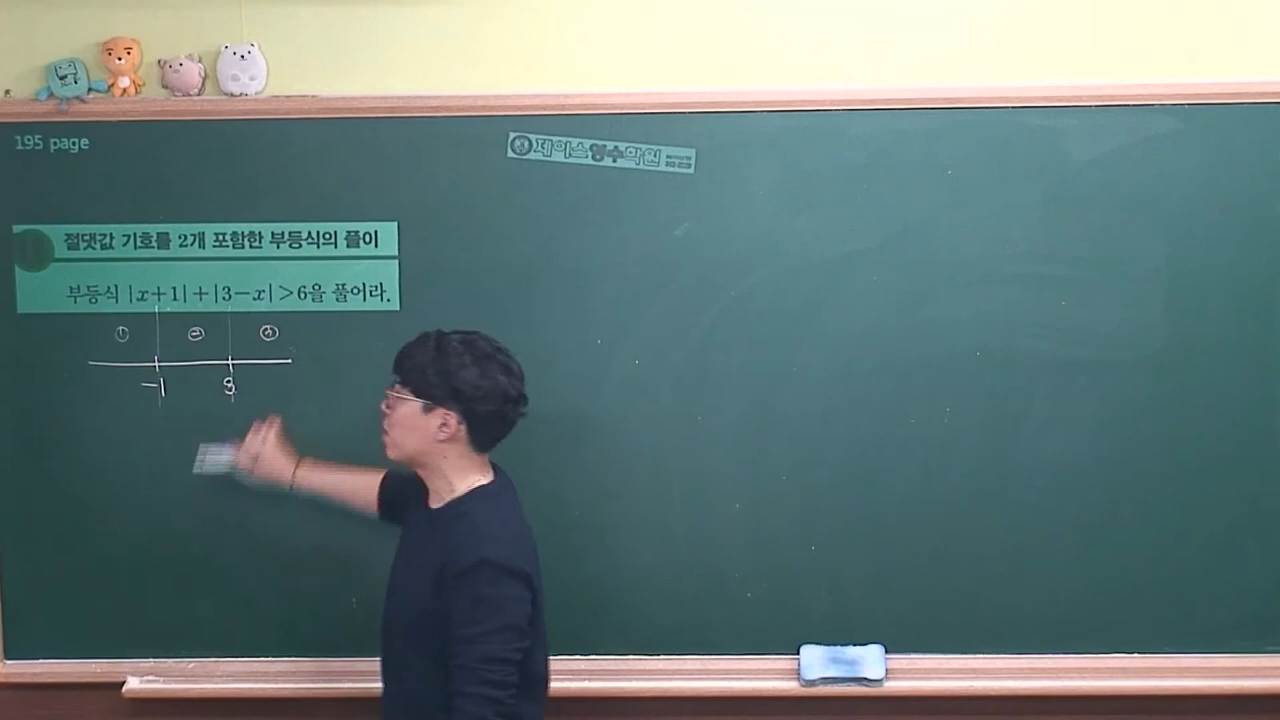 195 page
제이스영수학원
절댓값 기호를 2개 포함한 부등식의 풀이
부등식 |x+1|+|3-x|>6을 풀어라.
① ② ③
-1 3